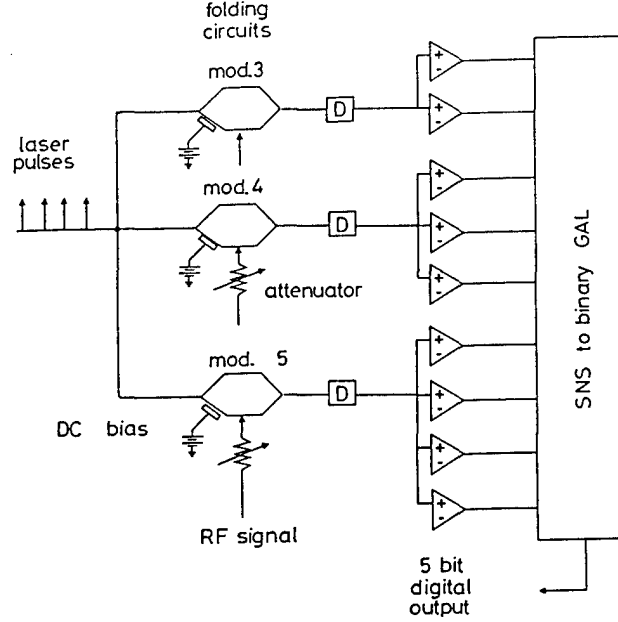 folding
circuits
mod.3
D
+
-
+
-
laser
pulses
mod.4
D
+
-
+
-
+
-
attenuator
mod. 5
D
+
-
+
-
+
-
+
-
DC bias
RF signal
SNS to binary GAL
5 bit
digital
output